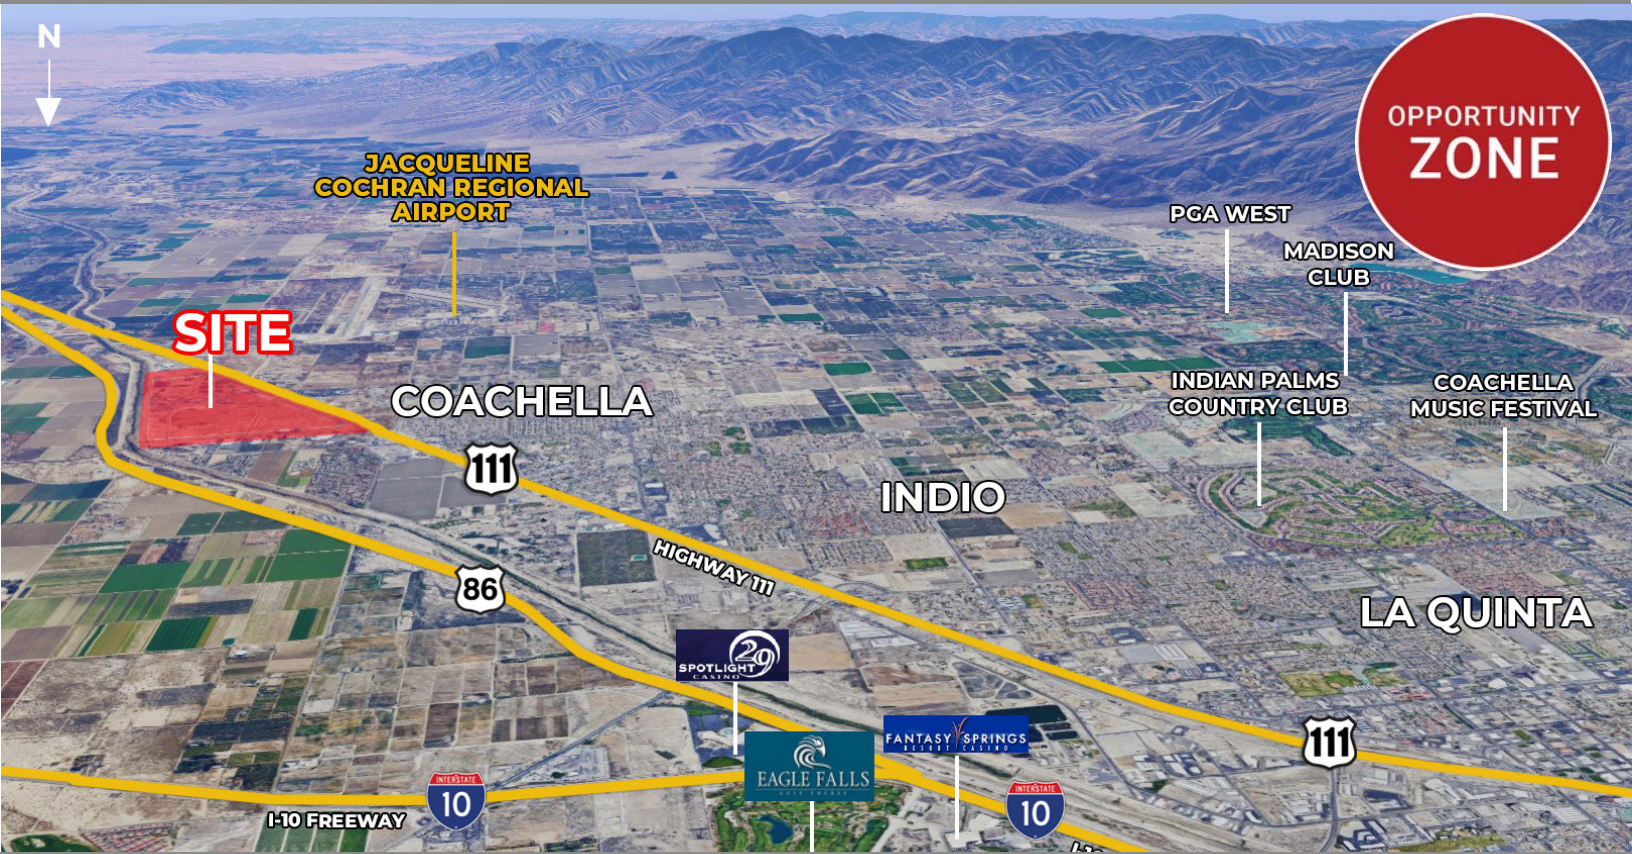 N
OPPORTUNITY
ZONE
JACQUELINE
COCHRAN REGIONAL
AIRPORT
PGA WEST
MADISON
CLUB
SITE
COACHELLA
INDIAN PALMS
COUNTRY CLUB
COACHELLA
MUSIC FESTIVAL
111
INDIO
HIGHWAY 111
86
LA QUINTA
SPOTLIGHT 29
CASINO
FANTASY SPRINGS
RESORT CASINO
111
EAGLE FALLS
GOLF COURSE
INTERSTATE
10
I-10 FREEWAY
INTERSTATE
10